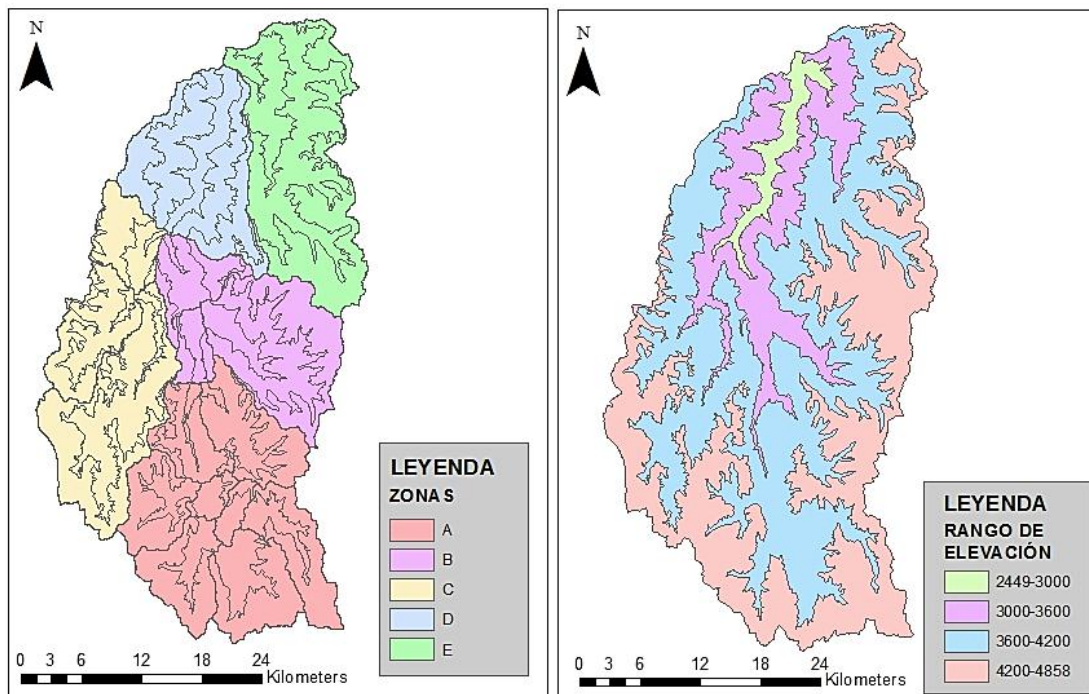 N
LEYENDA
ZONAS
A
B
C
D
E
0 3 6 12 18 24
Kilometers
N
LEYENDA
RANGO DE
ELEVACIÓN
2449-3000
3000-3600
3600-4200
4200-4858
0 3 6 12 18 24
Kilometers